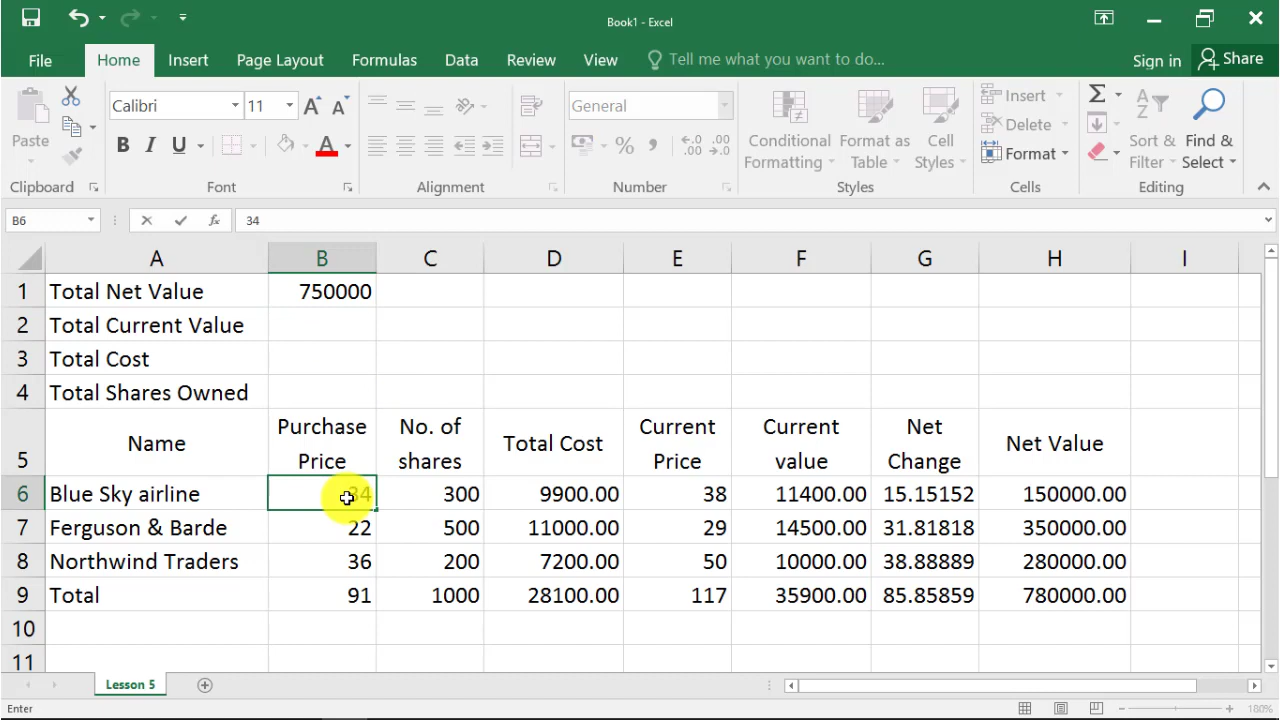 Book1 - Excel
File Home Insert Page Layout Formulas Data Review View Tell me what you want to do... Sign in Share
Calibri 11 General Insert
Paste Conditional Format as Cell Delete Sort & Find &
B I U Formatting Table Styles Format Filter Select
Clipboard Font Alignment Number Styles Cells Editing
B6 fx 34
A B C D E F G H I
1 Total Net Value 750000
2 Total Current Value
3 Total Cost
4 Total Shares Owned
5 Name Purchase Price No. of shares Total Cost Current Price Current value Net Change Net Value
6 Blue Sky airline 34 300 9900.00 38 11400.00 15.15152 150000.00
7 Ferguson & Barde 22 500 11000.00 29 14500.00 31.81818 350000.00
8 Northwind Traders 36 200 7200.00 50 10000.00 38.88889 280000.00
9 Total 91 1000 28100.00 117 35900.00 85.85859 780000.00
10
11
Lesson 5
Enter 180%